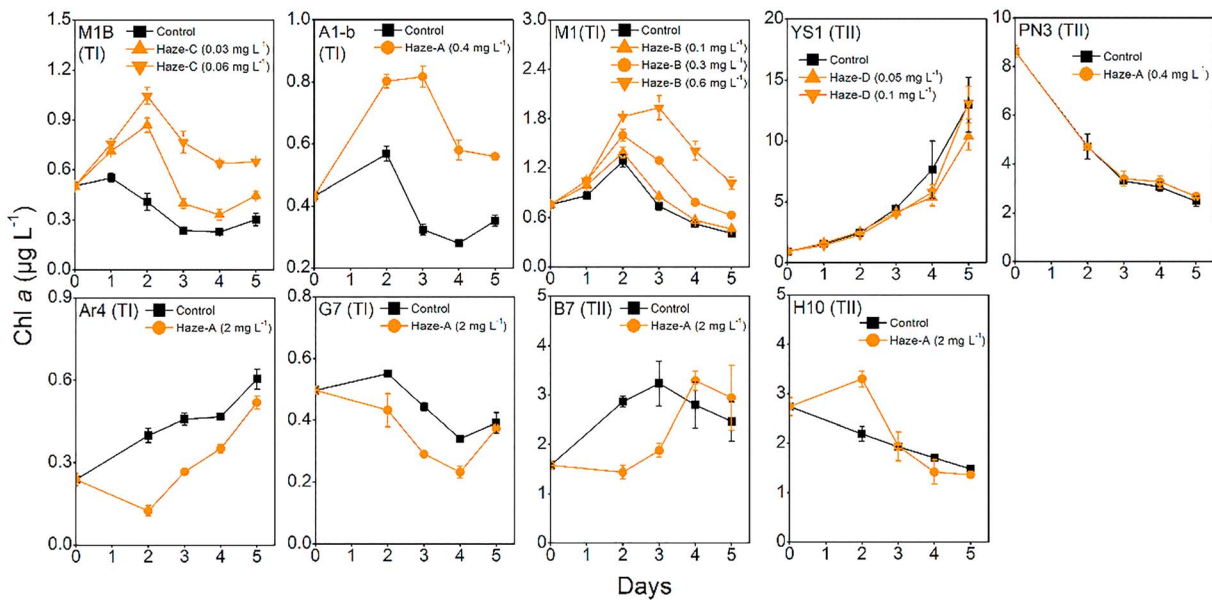 M1B
(TI)
Control
Haze-C (0.03 mg L⁻¹)
Haze-C (0.06 mg L⁻¹)
1.5
1.2
0.9
0.6
0.3
0.0
0 1 2 3 4 5
A1-b
(TI)
Control
Haze-A (0.4 mg L⁻¹)
1.0
0.8
0.6
0.4
0.2
0 1 2 3 4 5
M1(TI)
Control
Haze-B (0.1 mg L⁻¹)
Haze-B (0.3 mg L⁻¹)
Haze-B (0.6 mg L⁻¹)
3.0
2.4
1.8
1.2
0.6
0.0
0 1 2 3 4 5
YS1 (TII)
Control
Haze-D (0.05 mg L⁻¹)
Haze-D (0.1 mg L⁻¹)
20
15
10
5
0
0 1 2 3 4 5
PN3 (TII)
Control
Haze-A (0.4 mg L⁻¹)
10
8
6
4
2
0
0 1 2 3 4 5
Chl a (µg L⁻¹)
Ar4 (TI)
Control
Haze-A (2 mg L⁻¹)
0.9
0.6
0.3
0.0
0 1 2 3 4 5
G7 (TI)
Control
Haze-A (2 mg L⁻¹)
0.8
0.6
0.4
0.2
0.0
0 1 2 3 4 5
B7 (TII)
Control
Haze-A (2 mg L⁻¹)
5
4
3
2
1
0
0 1 2 3 4 5
H10 (TII)
Control
Haze-A (2 mg L⁻¹)
5
4
3
2
1
0
0 1 2 3 4 5
Days